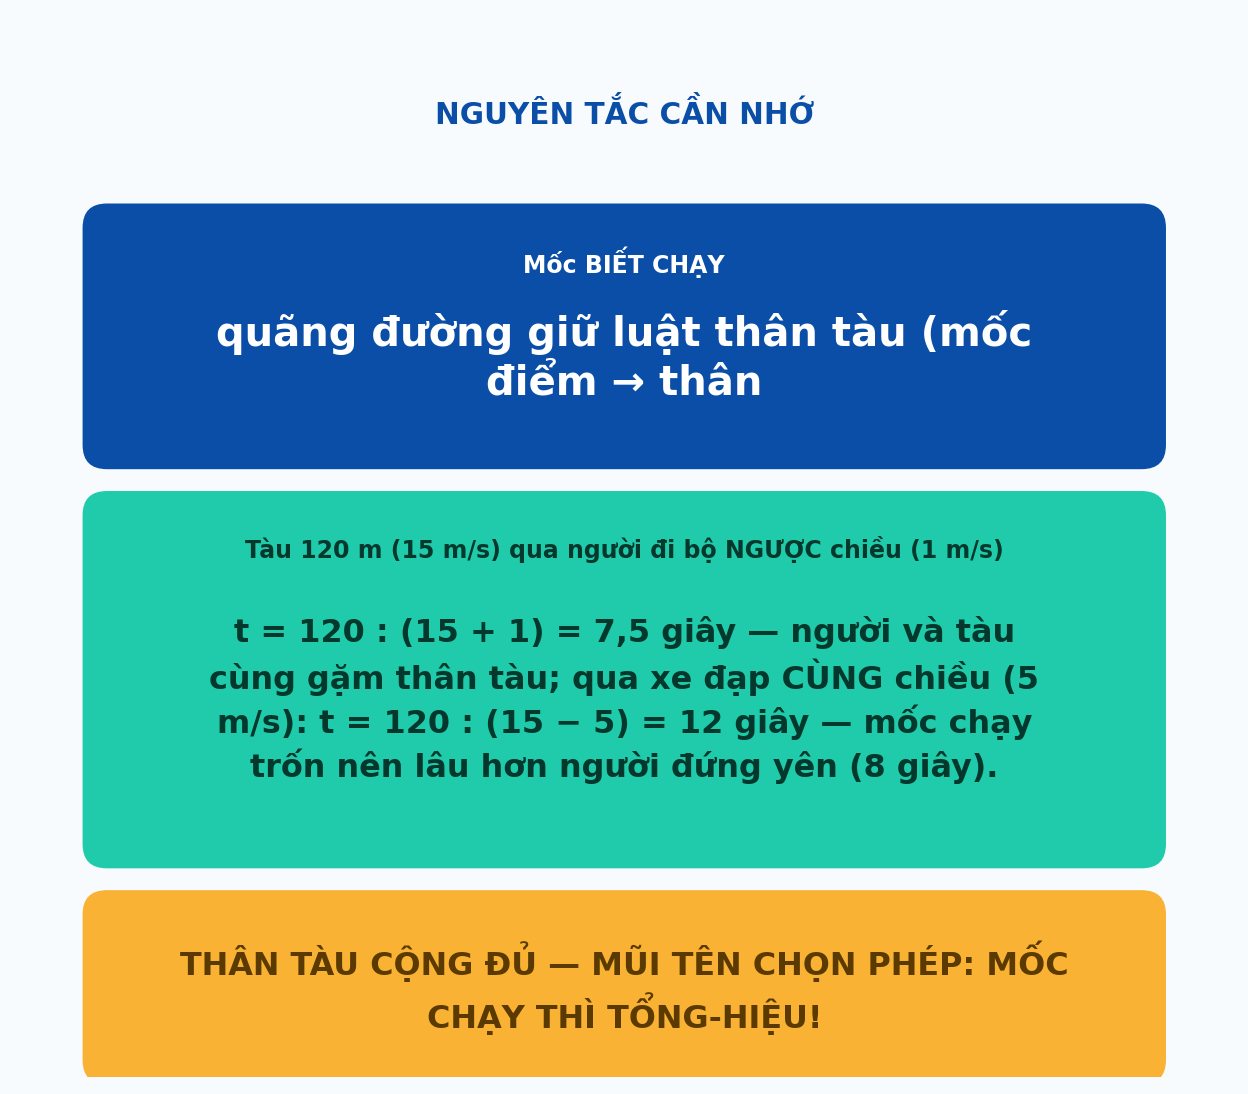 NGUYÊN TẮC CẦN NHỚ
Mốc BIẾT CHẠY
quãng đường giữ luật thân tàu (mốc
điểm → thân
Tàu 120 m (15 m/s) qua người đi bộ NGƯỢC chiều (1 m/s)
t = 120 : (15 + 1) = 7,5 giây — người và tàu
cùng gặm thân tàu; qua xe đạp CÙNG chiều (5
m/s): t = 120 : (15 − 5) = 12 giây — mốc chạy
trốn nên lâu hơn người đứng yên (8 giây).
THÂN TÀU CỘNG ĐỦ — MŨI TÊN CHỌN PHÉP: MỐC
CHẠY THÌ TỔNG-HIỆU!